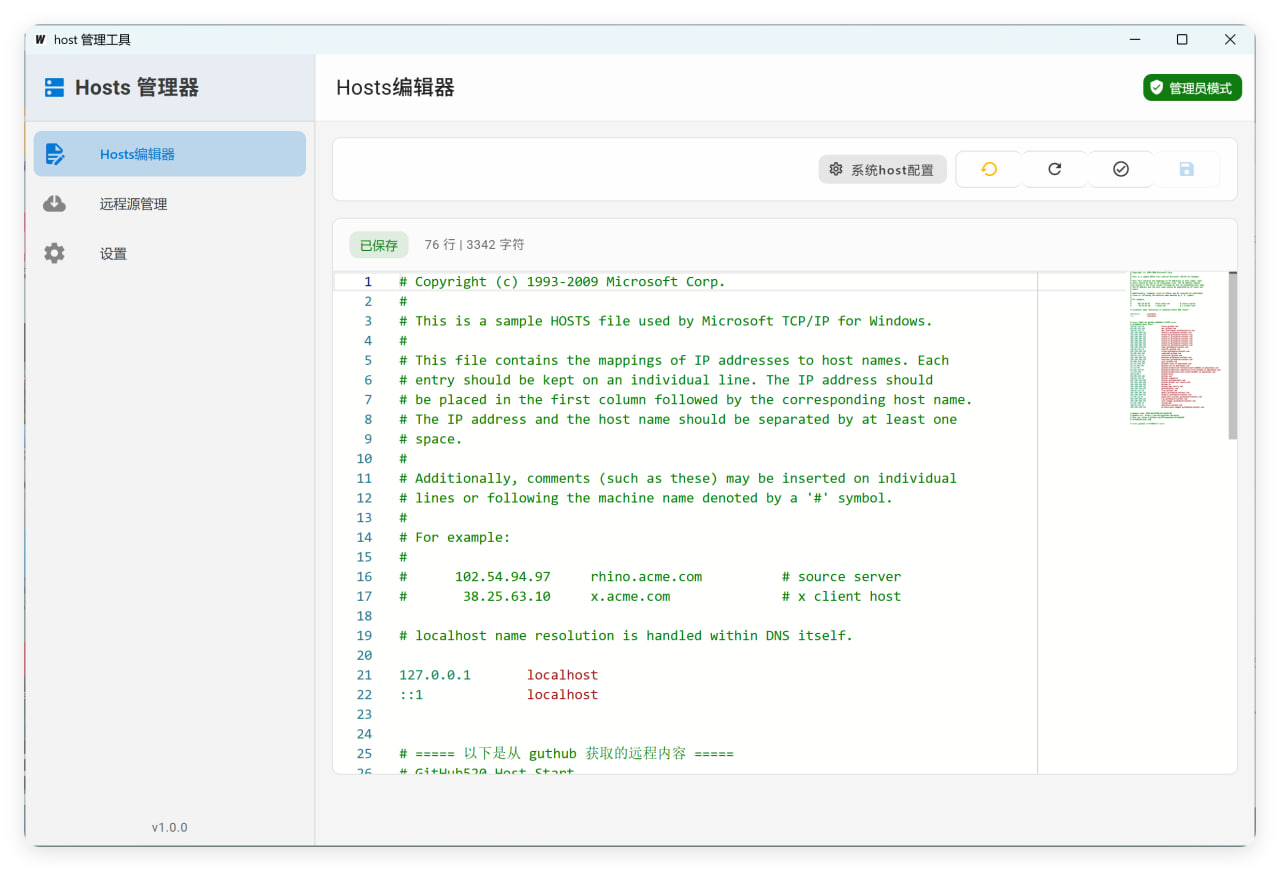 W host 管理工具
Hosts 管理器
Hosts编辑器
管理员模式
Hosts编辑器
远程源管理
设置
v1.0.0
系统host配置
已保存
76 行 | 3342 字符
1 # Copyright (c) 1993-2009 Microsoft Corp.
2 #
3 # This is a sample HOSTS file used by Microsoft TCP/IP for Windows.
4 #
5 # This file contains the mappings of IP addresses to host names. Each
6 # entry should be kept on an individual line. The IP address should
7 # be placed in the first column followed by the corresponding host name.
8 # The IP address and the host name should be separated by at least one
9 # space.
10 #
11 # Additionally, comments (such as these) may be inserted on individual
12 # lines or following the machine name denoted by a '#' symbol.
13 #
14 # For example:
15 #
16 # 102.54.94.97 rhino.acme.com # source server
17 # 38.25.63.10 x.acme.com # x client host
18
19 # localhost name resolution is handled within DNS itself.
20
21 127.0.0.1 localhost
22 ::1 localhost
23
24
25 # ===== 以下是从 guthub 获取的远程内容 =====
26 # GitHub520 Host Start